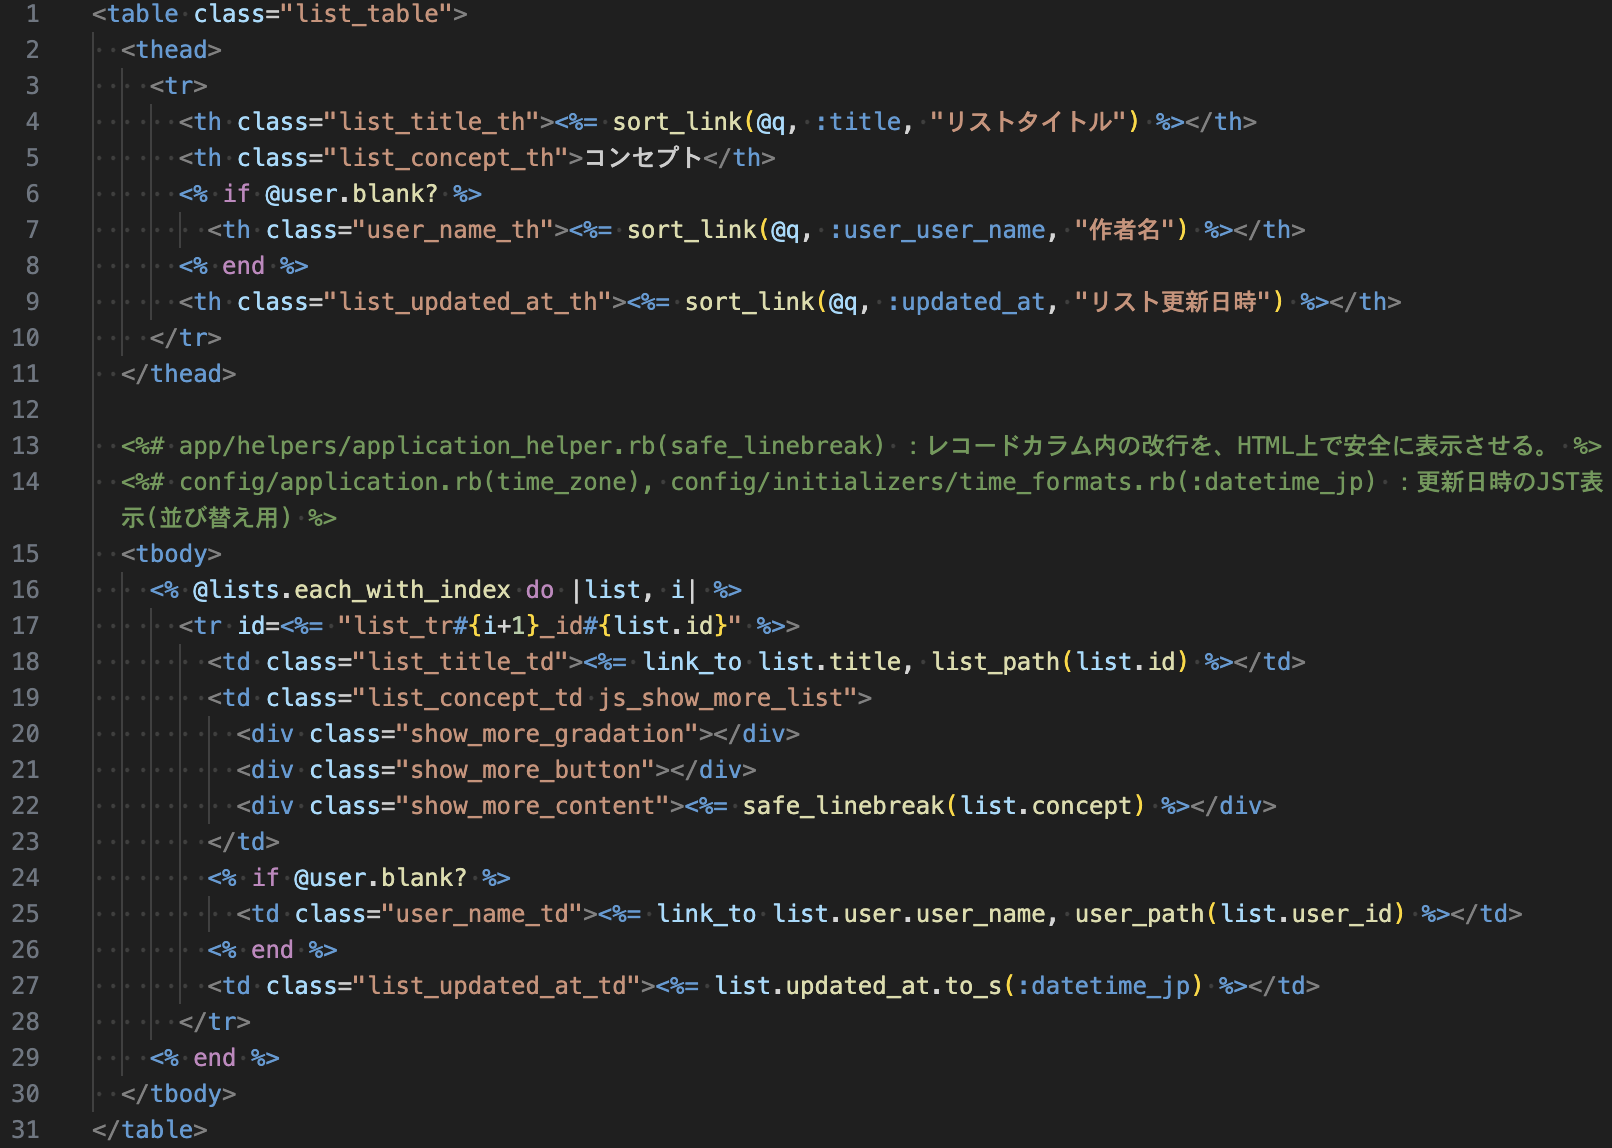 1 <table class="list_table">
2   <thead>
3     <tr>
4       <th class="list_title_th"><%= sort_link(@q, :title, "リストタイトル") %></th>
5       <th class="list_concept_th">コンセプト</th>
6       <% if @user.blank? %>
7         <th class="user_name_th"><%= sort_link(@q, :user_user_name, "作者名") %></th>
8       <% end %>
9       <th class="list_updated_at_th"><%= sort_link(@q, :updated_at, "リスト更新日時") %></th>
10     </tr>
11   </thead>
12
13   <%# app/helpers/application_helper.rb(safe_linebreak) ：レコードカラム内の改行を、HTML上で安全に表示させる。 %>
14   <%# config/application.rb(time_zone), config/initializers/time_formats.rb(:datetime_jp) ：更新日時のJST表
示(並び替え用) %>
15   <tbody>
16     <% @lists.each_with_index do |list, i| %>
17       <tr id=<%= "list_tr#{i+1}_id#{list.id}" %>>
18         <td class="list_title_td"><%= link_to list.title, list_path(list.id) %></td>
19         <td class="list_concept_td js_show_more_list">
20           <div class="show_more_gradation"></div>
21           <div class="show_more_button"></div>
22           <div class="show_more_content"><%= safe_linebreak(list.concept) %></div>
23         </td>
24         <% if @user.blank? %>
25           <td class="user_name_td"><%= link_to list.user.user_name, user_path(list.user_id) %></td>
26         <% end %>
27         <td class="list_updated_at_td"><%= list.updated_at.to_s(:datetime_jp) %></td>
28       </tr>
29     <% end %>
30   </tbody>
31 </table>